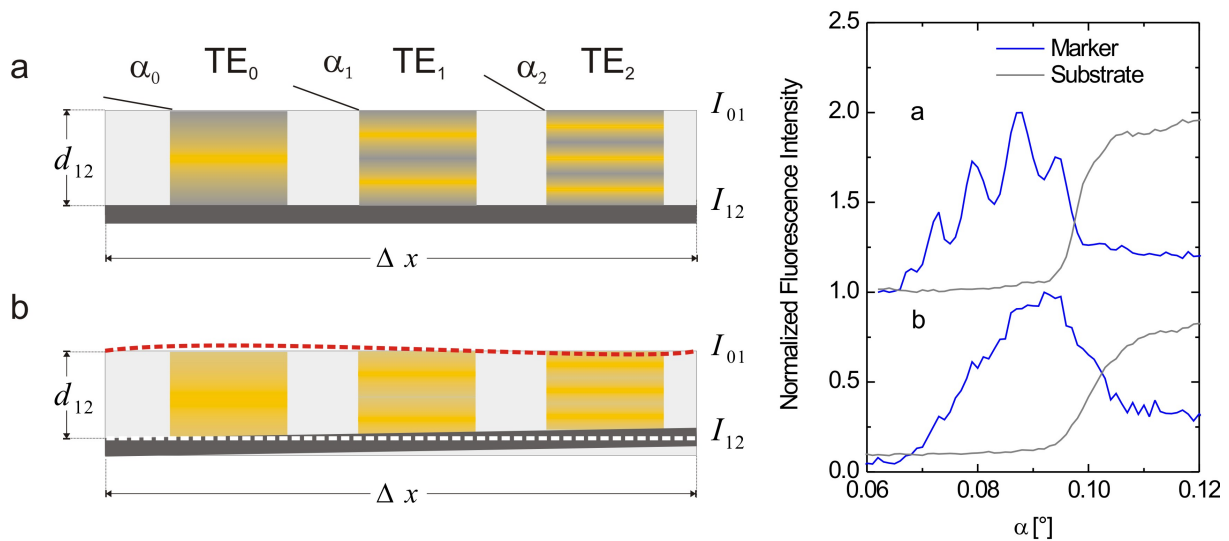 a
α0 TE0 α1 TE1 α2 TE2
I01
d12
I12
Δ x
b
I01
d12
I12
Δ x
Normalized Fluorescence Intensity
2.5
2.0
1.5
1.0
0.5
0.0
Marker
Substrate
a
b
0.06 0.08 0.10 0.12
α [°]